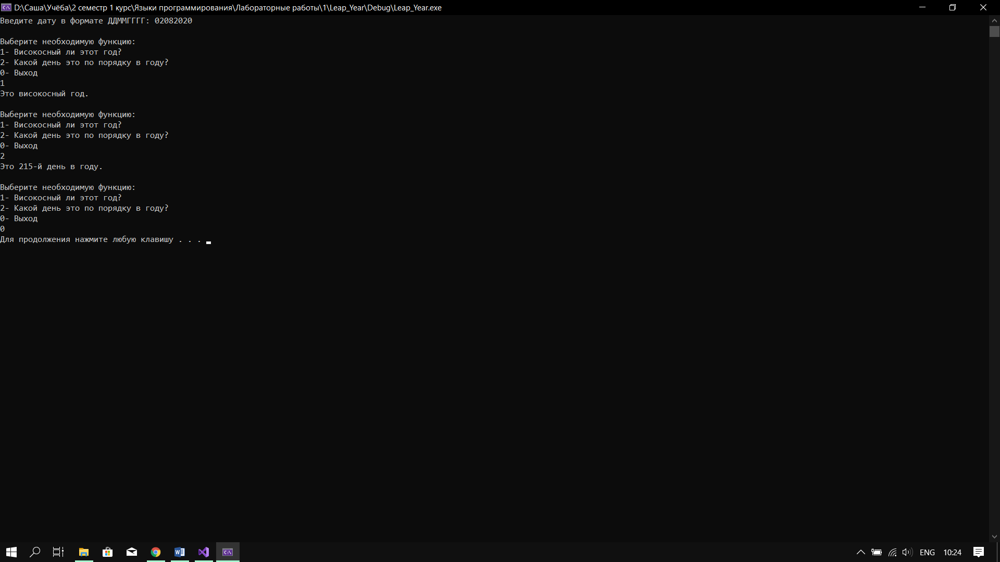 D:\Саша\Учёба\2 семестр 1 курс\Языки программирования\Лабораторные работы\1\Leap_Year\Debug\Leap_Year.exe
Введите дату в формате ДДММГГГГ: 02082020
Выберите необходимую функцию:
1- Високосный ли этот год?
2- Какой день это по порядку в году?
0- Выход
1
Это високосный год.
Выберите необходимую функцию:
1- Високосный ли этот год?
2- Какой день это по порядку в году?
0- Выход
2
Это 215-й день в году.
Выберите необходимую функцию:
1- Високосный ли этот год?
2- Какой день это по порядку в году?
0- Выход
0
Для продолжения нажмите любую клавишу . . .
ENG 10:24